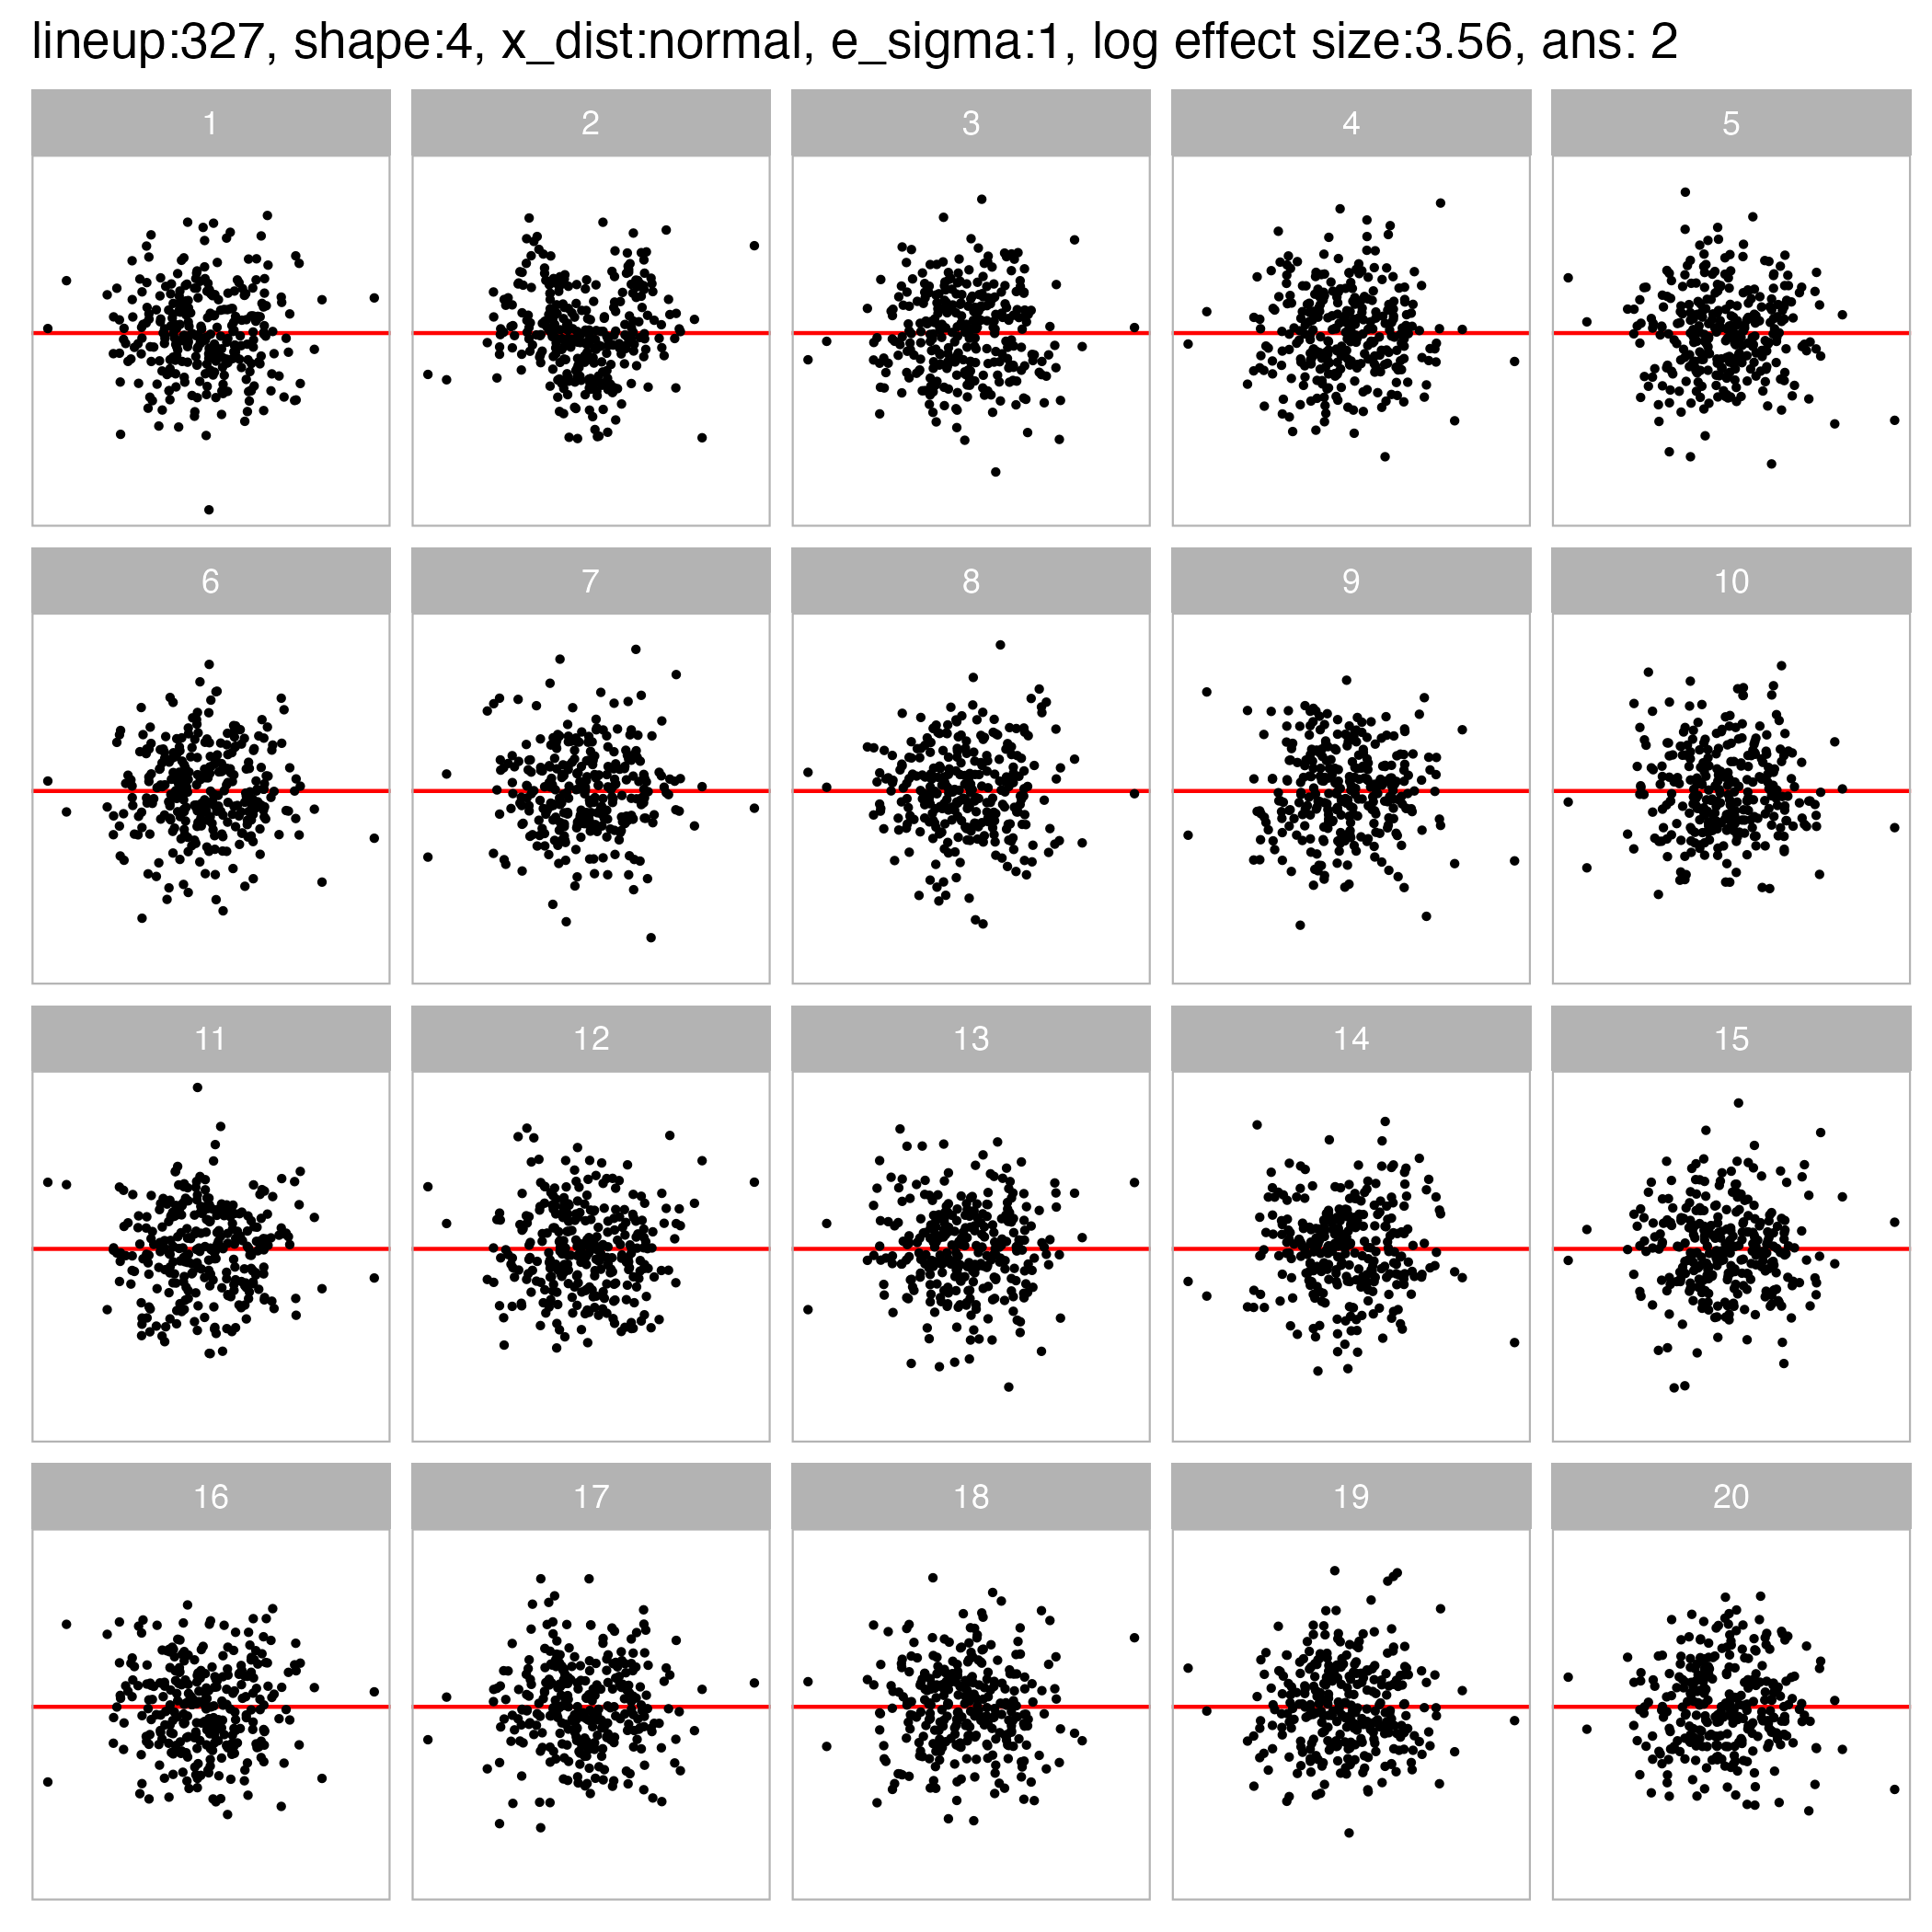 lineup:327, shape:4, x_dist:normal, e_sigma:1, log effect size:3.56, ans: 2
1 2 3 4 5
6 7 8 9 10
11 12 13 14 15
16 17 18 19 20